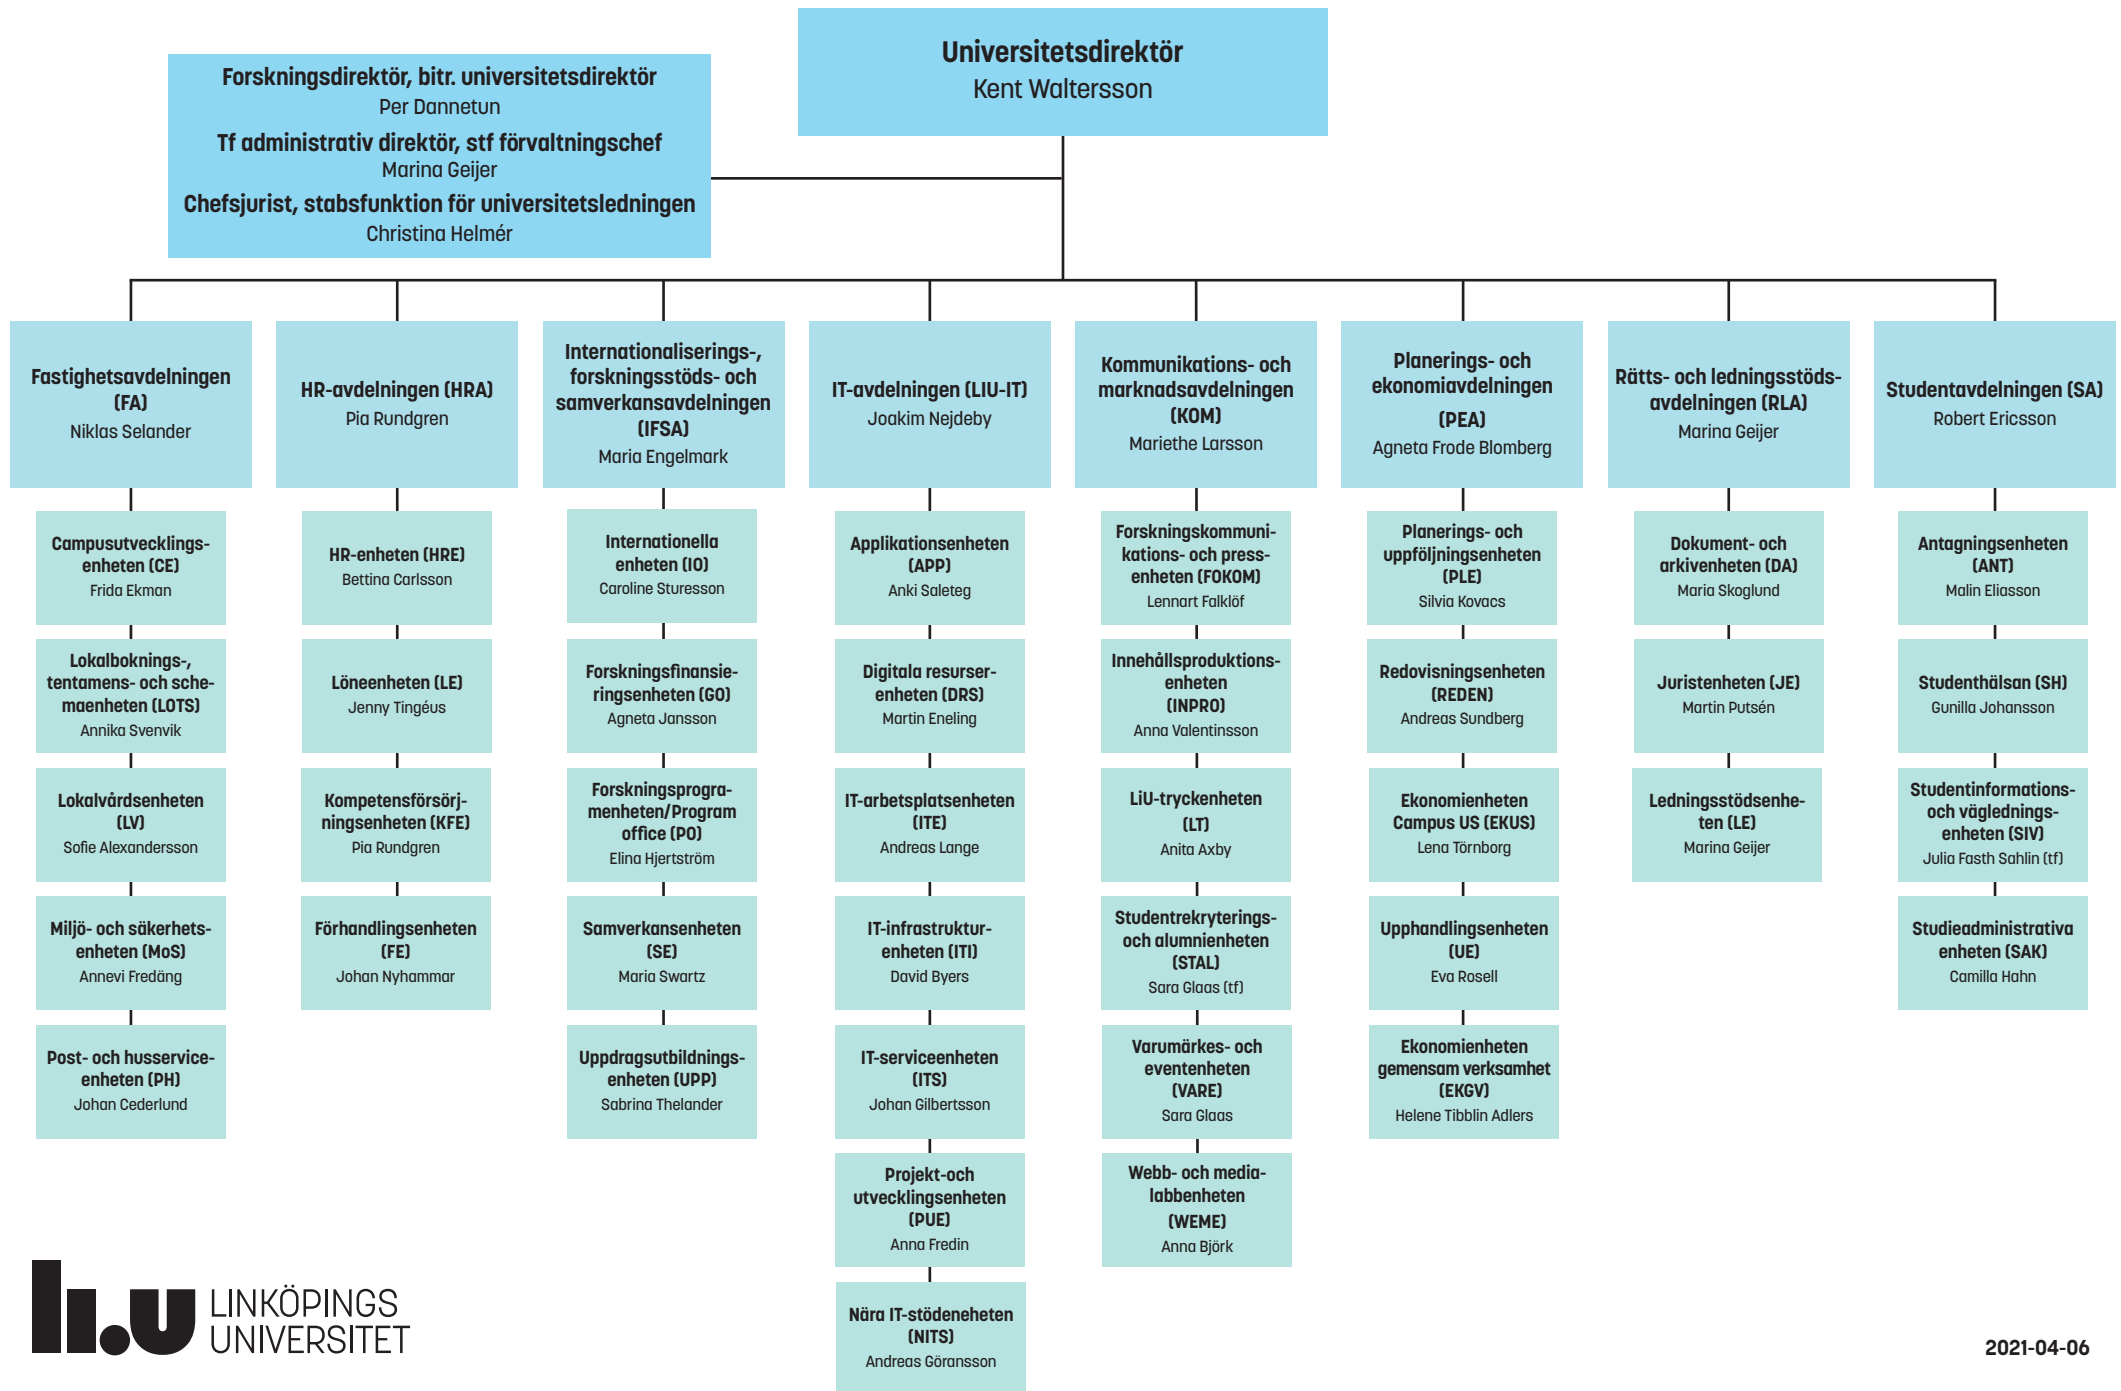 Universitetsdirektör
Kent Waltersson
Forskningsdirektör, bitr. universitetsdirektör
Per Dannetun
Tf administrativ direktör, stf förvaltningschef
Marina Geijer
Chefsjurist, stabsfunktion för universitetsledningen
Christina Helmér
Fastighetsavdelningen
(FA)
Niklas Selander
Campusutvecklings-
enheten (CE)
Frida Ekman
Lokalboknings-,
tentamens- och sche-
maenheten (LOTS)
Annika Svenvik
Lokalvårdsenheten
(LV)
Sofie Alexandersson
Miljö- och säkerhets-
enheten (MoS)
Annevi Fredäng
Post- och husservice-
enheten (PH)
Johan Cederlund
HR-avdelningen (HRA)
Pia Rundgren
HR-enheten (HRE)
Bettina Carlsson
Löneenheten (LE)
Jenny Tingéus
Kompetensförsörj-
ningsenheten (KFE)
Pia Rundgren
Förhandlingsenheten
(FE)
Johan Nyhammar
Internationaliserings-,
forskningsstöds- och
samverkansavdelningen
(IFSA)
Maria Engelmark
Internationella
enheten (IO)
Caroline Sturesson
Forskningsfinansie-
ringsenheten (GO)
Agneta Jansson
Forskningsprogra-
menheten/Program
office (PO)
Elina Hjertström
Samverkansenheten
(SE)
Maria Swartz
Uppdragsutbildnings-
enheten (UPP)
Sabrina Thelander
IT-avdelningen (LIU-IT)
Joakim Nejdeby
Applikationsenheten
(APP)
Anki Saleteg
Digitala resurser-
enheten (DRS)
Martin Eneling
IT-arbetsplatsenheten
(ITE)
Andreas Lange
IT-infrastruktur-
enheten (ITI)
David Byers
IT-serviceenheten
(ITS)
Johan Gilbertsson
Projekt-och
utvecklingsenheten
(PUE)
Anna Fredin
Nära IT-stödeneheten
(NITS)
Andreas Göransson
Kommunikations- och
marknadsavdelningen
(KOM)
Mariethe Larsson
Forskningskommuni-
kations- och press-
enheten (FOKOM)
Lennart Falklöf
Innehållsproduktions-
enheten
(INPRO)
Anna Valentinsson
LiU-tryckenheten
(LT)
Anita Axby
Studentrekryterings-
och alumnienheten
(STAL)
Sara Glaas (tf)
Varumärkes- och
eventenheten
(VARE)
Sara Glaas
Webb- och media-
labbenheten
(WEME)
Anna Björk
Planerings- och
ekonomiavdelningen
(PEA)
Agneta Frode Blomberg
Planerings- och
uppföljningsenheten
(PLE)
Silvia Kovacs
Redovisningsenheten
(REDEN)
Andreas Sundberg
Ekonomienheten
Campus US (EKUS)
Lena Törnborg
Upphandlingsenheten
(UE)
Eva Rosell
Ekonomienheten
gemensam verksamhet
(EKGV)
Helene Tibblin Adlers
Rätts- och ledningsstöds-
avdelningen (RLA)
Marina Geijer
Dokument- och
arkivenheten (DA)
Maria Skoglund
Juristenheten (JE)
Martin Putsén
Ledningsstödsenhe-
ten (LE)
Marina Geijer
Studentavdelningen (SA)
Robert Ericsson
Antagningsenheten
(ANT)
Malin Eliasson
Studenthälsan (SH)
Gunilla Johansson
Studentinformations-
ochväglednings-
enheten (SIV)
Julia Fasth Sahlin (tf)
Studieadministrativa
enheten (SAK)
Camilla Hahn
li.u LINKÖPINGS
UNIVERSITET
2021-04-06